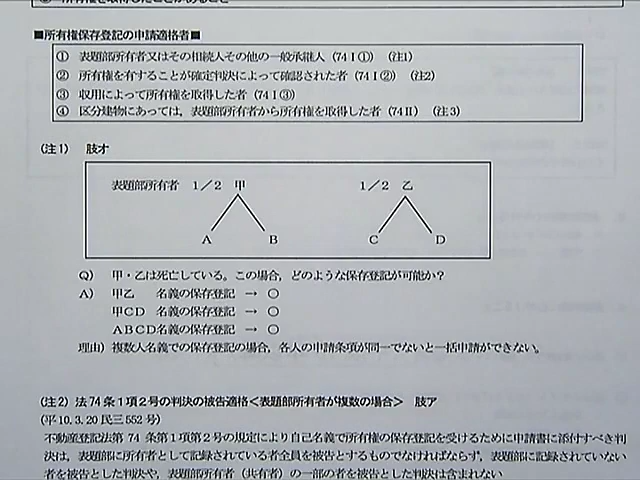 ■所有権保存登記の申請適格者■
① 表題部所有者又はその相続人その他の一般承継人（74Ⅰ①）（注1）
② 所有権を有することが確定判決によって確認された者（74Ⅰ②）（注2）
③ 収用によって所有権を取得した者（74Ⅰ③）
④ 区分建物にあっては，表題部所有者から所有権を取得した者（74Ⅱ）（注3）
（注1） 肢オ
表題部所有者 1／2 甲 1／2 乙
A B C D
Q） 甲・乙は死亡している。この場合，どのような保存登記が可能か？
A） 甲乙 名義の保存登記 → ○
甲CD 名義の保存登記 → ○
ABCD名義の保存登記 → ○
理由）複数人名義での保存登記の場合，各人の申請条項が同一でないと一括申請ができない。
（注2）法74条1項2号の判決の被告適格＜表題部所有者が複数の場合＞ 肢ア
（平10.3.20民三552号）
不動産登記法第74条第1項第2号の規定により自己名義で所有権の保存登記を受けるために申請書に添付すべき判
決は，表題部に所有者として記録されている者全員を被告とするものでなければならず，表題部に記録されていない
者を被告とした判決や，表題部所有者（共有者）の一部の者を被告とした判決は含まれない